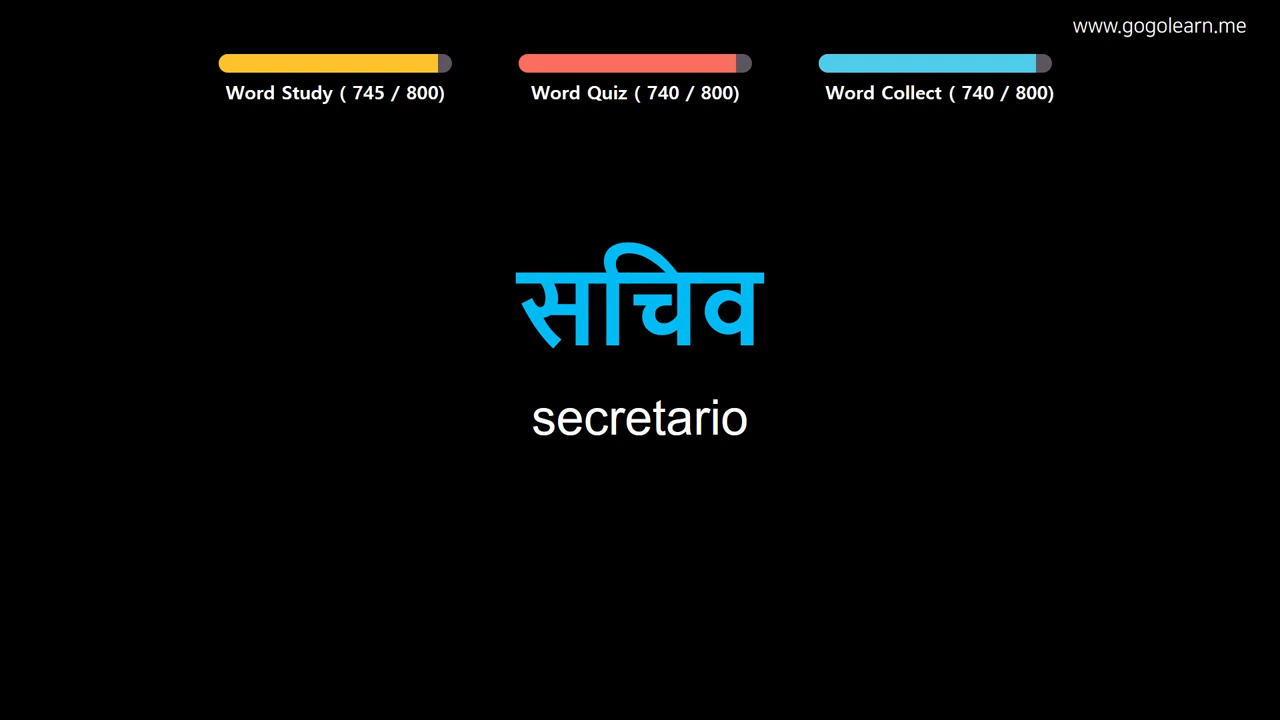 www.gogolearn.me
Word Study ( 745 / 800)
Word Quiz ( 740 / 800)
Word Collect ( 740 / 800)
सचिव
secretario